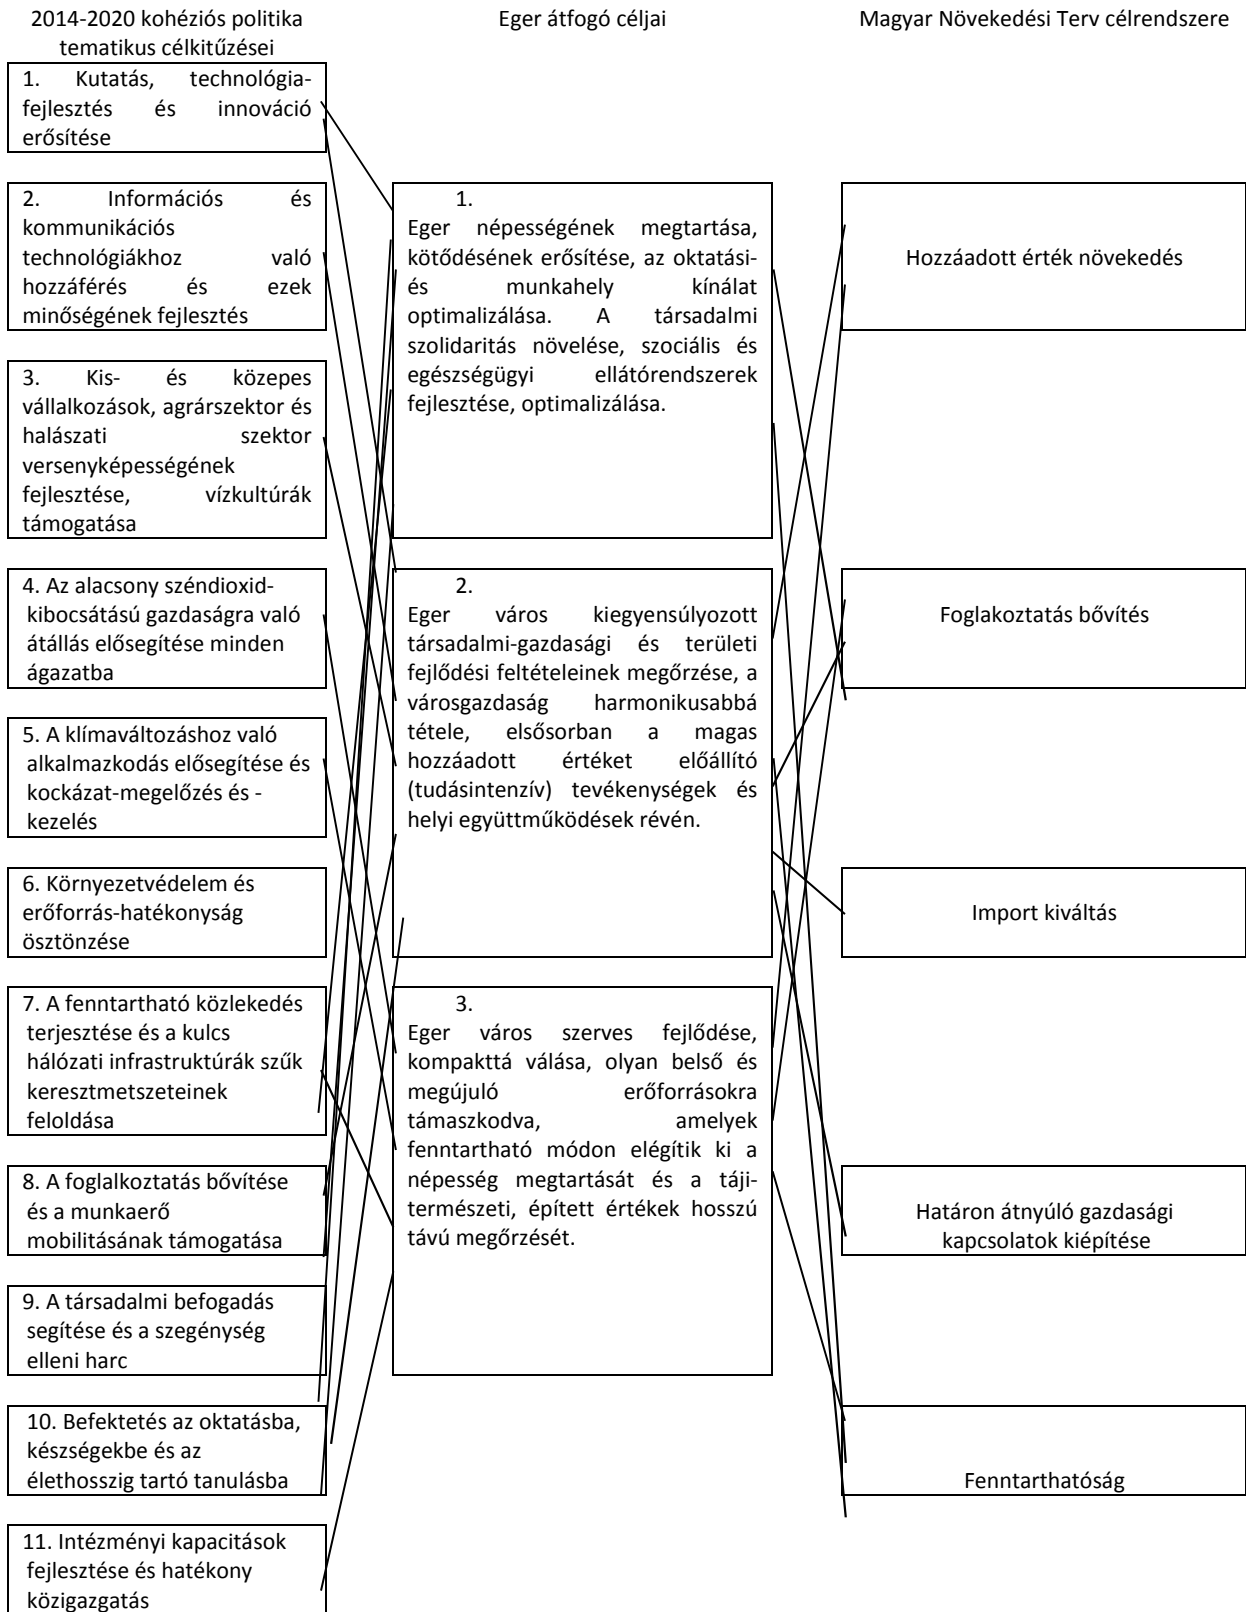 2014-2020 kohéziós politika
tematikus célkitűzései
1. Kutatás, technológia-
fejlesztés és innováció
erősítése
2. Információs és
kommunikációs
technológiákhoz való
hozzáférés és ezek
minőségének fejlesztés
3. Kis- és közepes
vállalkozások, agrárszektor és
halászati szektor
versenyképességének
fejlesztése, vízkultúrák
támogatása
4. Az alacsony széndioxid-
kibocsátású gazdaságra való
átállás elősegítése minden
ágazatba
5. A klímaváltozáshoz való
alkalmazkodás elősegítése és
kockázat-megelőzés és -
kezelés
6. Környezetvédelem és
erőforrás-hatékonyság
ösztönzése
7. A fenntartható közlekedés
terjesztése és a kulcs
hálózati infrastruktúrák szűk
keresztmetszeteinek
feloldása
8. A foglalkoztatás bővítése
és a munkaerő
mobilitásának támogatása
9. A társadalmi befogadás
segítése és a szegénység
elleni harc
10. Befektetés az oktatásba,
készségekbe és az
élethosszig tartó tanulásba
11. Intézményi kapacitások
fejlesztése és hatékony
közigazgatás
Eger átfogó céljai
1.
Eger népességének megtartása,
kötődésének erősítése, az oktatási-
és munkahely kínálat
optimalizálása. A társadalmi
szolidaritás növelése, szociális és
egészségügyi ellátórendszerek
fejlesztése, optimalizálása.
2.
Eger város kiegyensúlyozott
társadalmi-gazdasági és területi
fejlődési feltételeinek megőrzése, a
városgazdaság harmonikusabbá
tétele, elsősorban a magas
hozzáadott értéket előállító
(tudásintenzív) tevékenységek és
helyi együttműködések révén.
3.
Eger város szerves fejlődése,
kompakttá válása, olyan belső és
megújuló erőforrásokra
támaszkodva, amelyek
fenntartható módon elégítik ki a
népesség megtartását és a táji-
természeti, épített értékek hosszú
távú megőrzését.
Magyar Növekedési Terv célrendszere
Hozzáadott érték növekedés
Foglakoztatás bővítés
Import kiváltás
Határon átnyúló gazdasági
kapcsolatok kiépítése
Fenntarthatóság